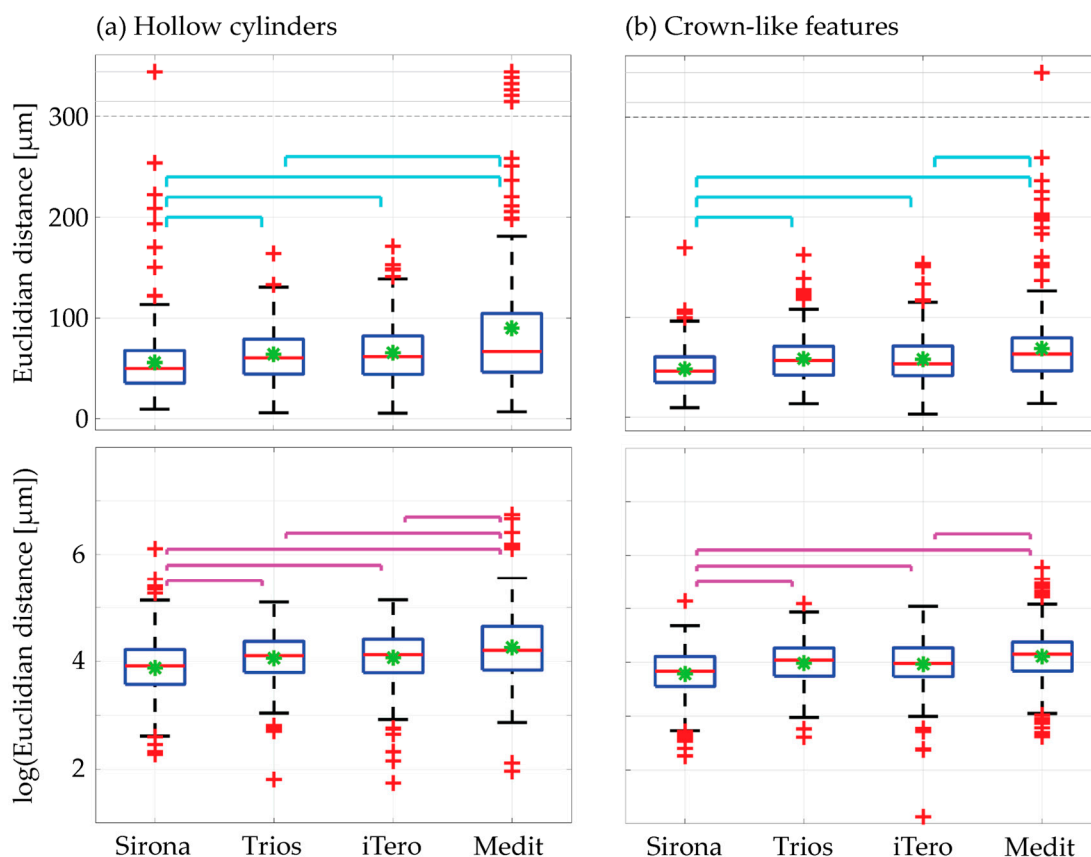 (a) Hollow cylinders
(b) Crown-like features
Euclidian distance [µm]
300
200
100
0
log(Euclidian distance [µm])
6
4
2
Sirona Trios iTero Medit
Sirona Trios iTero Medit